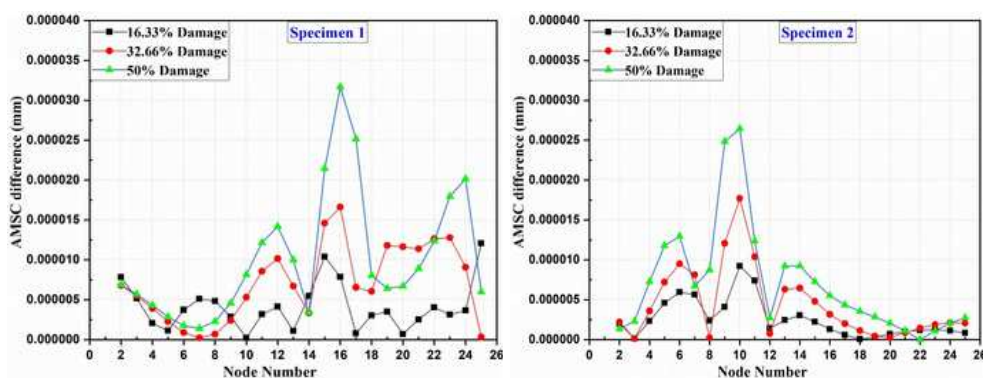 0.000040
0.000035
0.000030
0.000025
0.000020
0.000015
0.000010
0.000005
0.000000
AMSC difference (mm)
16.33% Damage
32.66% Damage
50% Damage
Specimen 1
0 2 4 6 8 10 12 14 16 18 20 22 24 26
Node Number
0.000040
0.000035
0.000030
0.000025
0.000020
0.000015
0.000010
0.000005
0.000000
AMSC difference (mm)
16.33% Damage
32.66% Damage
50% Damage
Specimen 2
0 2 4 6 8 10 12 14 16 18 20 22 24 26
Node Number